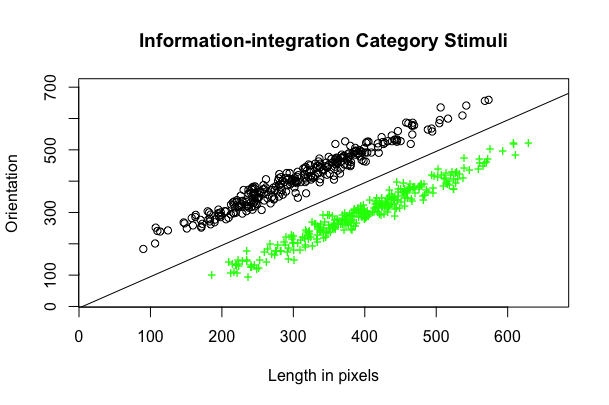 Information-integration Category Stimuli
Orientation
700
500
300
100
0
0 100 200 300 400 500 600
Length in pixels